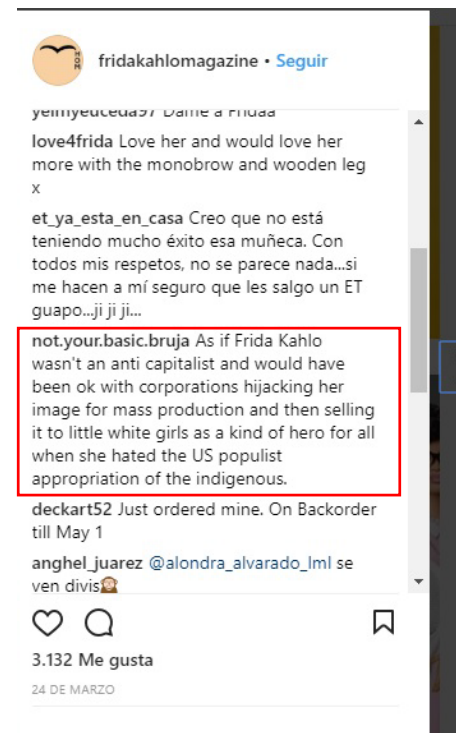 fridakahlomagazine • Seguir
yeimyeuceda97 Dame a Fridaa
love4frida Love her and would love her
more with the monobrow and wooden leg
x
et_ya_esta_en_casa Creo que no está
teniendo mucho éxito esa muñeca. Con
todos mis respetos, no se parece nada...si
me hacen a mí seguro que les salgo un ET
guapo...ji ji ji...
not.your.basic.bruja As if Frida Kahlo
wasn't an anti capitalist and would have
been ok with corporations hijacking her
image for mass production and then selling
it to little white girls as a kind of hero for all
when she hated the US populist
appropriation of the indigenous.
deckart52 Just ordered mine. On Backorder
till May 1
anghel_juarez @alondra_alvarado_lml se
ven divis🙊
3.132 Me gusta
24 DE MARZO